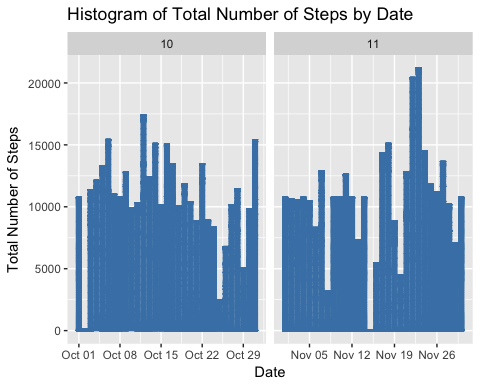 Histogram of Total Number of Steps by Date
10 11
20000
15000
10000
5000
0
Total Number of Steps
Oct 01 Oct 08 Oct 15 Oct 22 Oct 29 Nov 05 Nov 12 Nov 19 Nov 26
Date